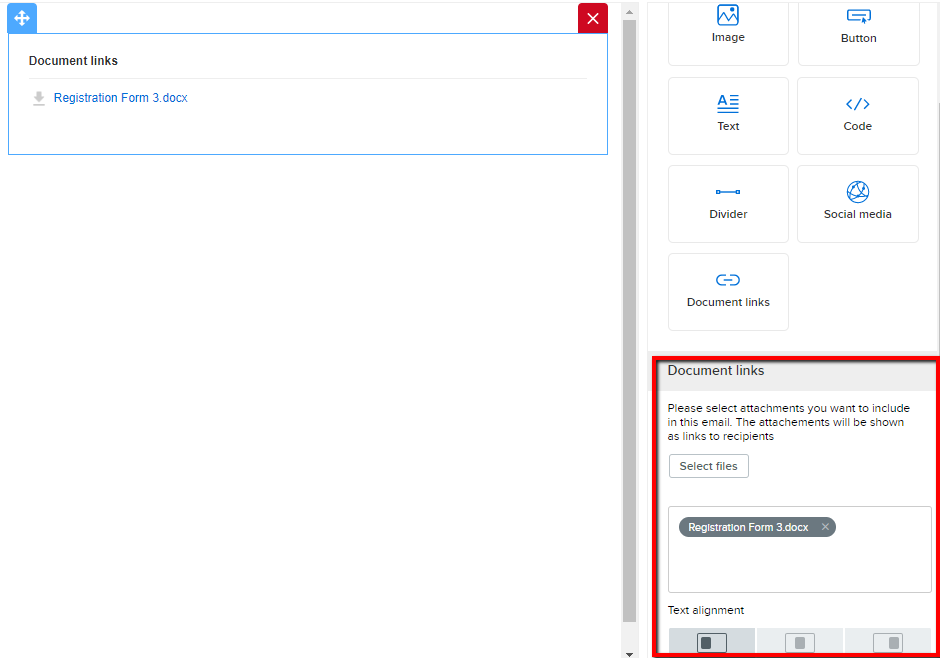 Document links
Registration Form 3.docx
Image
Button
Text
Code
Divider
Social media
Document links
Document links
Please select attachments you want to include
in this email. The attachements will be shown
as links to recipients
Select files
Registration Form 3.docx
Text alignment